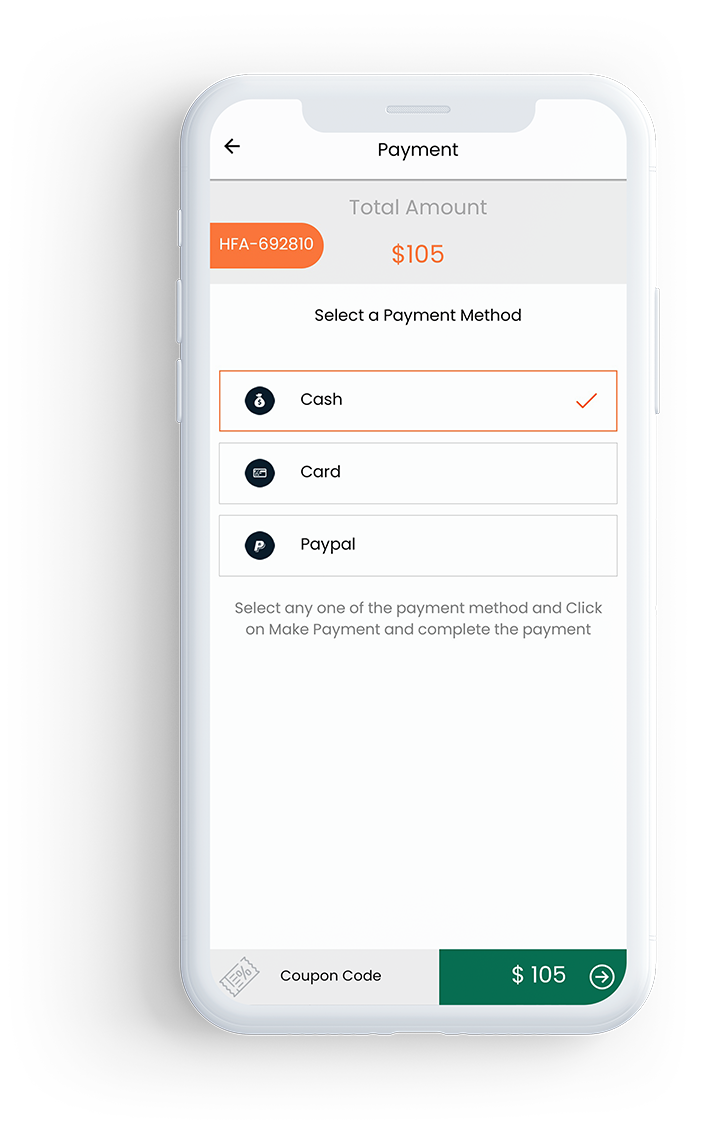 Payment
Total Amount
HFA-692810
$105
Select a Payment Method
Cash
Card
Paypal
Select any one of the payment method and Click
on Make Payment and complete the payment
Coupon Code
$ 105